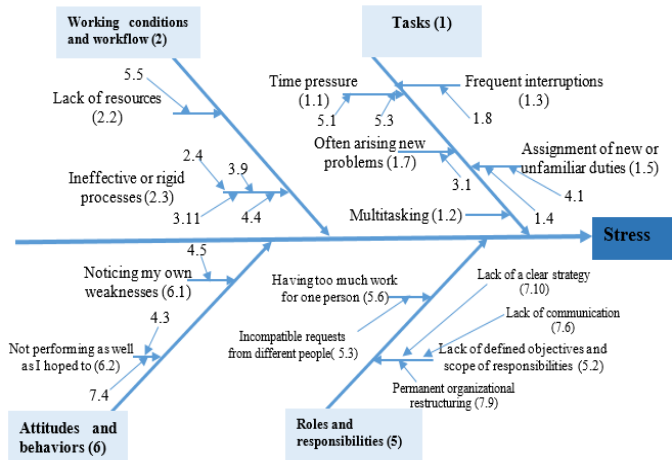 Working conditions
and workflow (2)
Tasks (1)
5.5
Lack of resources
(2.2)
2.4
3.9
Ineffective or rigid
processes (2.3)
3.11
4.4
Time pressure
(1.1)
5.1
5.3
Frequent interruptions
(1.3)
1.8
Often arising new
problems (1.7)
3.1
Assignment of new or
unfamiliar duties (1.5)
4.1
1.4
Multitasking (1.2)
Stress
4.5
Noticing my own
weaknesses (6.1)
4.3
Not performing as well
as I hoped to (6.2)
7.4
Having too much work
for one person (5.6)
Incompatible requests
from different people( 5.3)
Lack of a clear strategy
(7.10)
Lack of communication
(7.6)
Lack of defined objectives and
scope of responsibilities (5.2)
Permanent organizational
restructuring (7.9)
Attitudes and
behaviors (6)
Roles and
responsibilities (5)